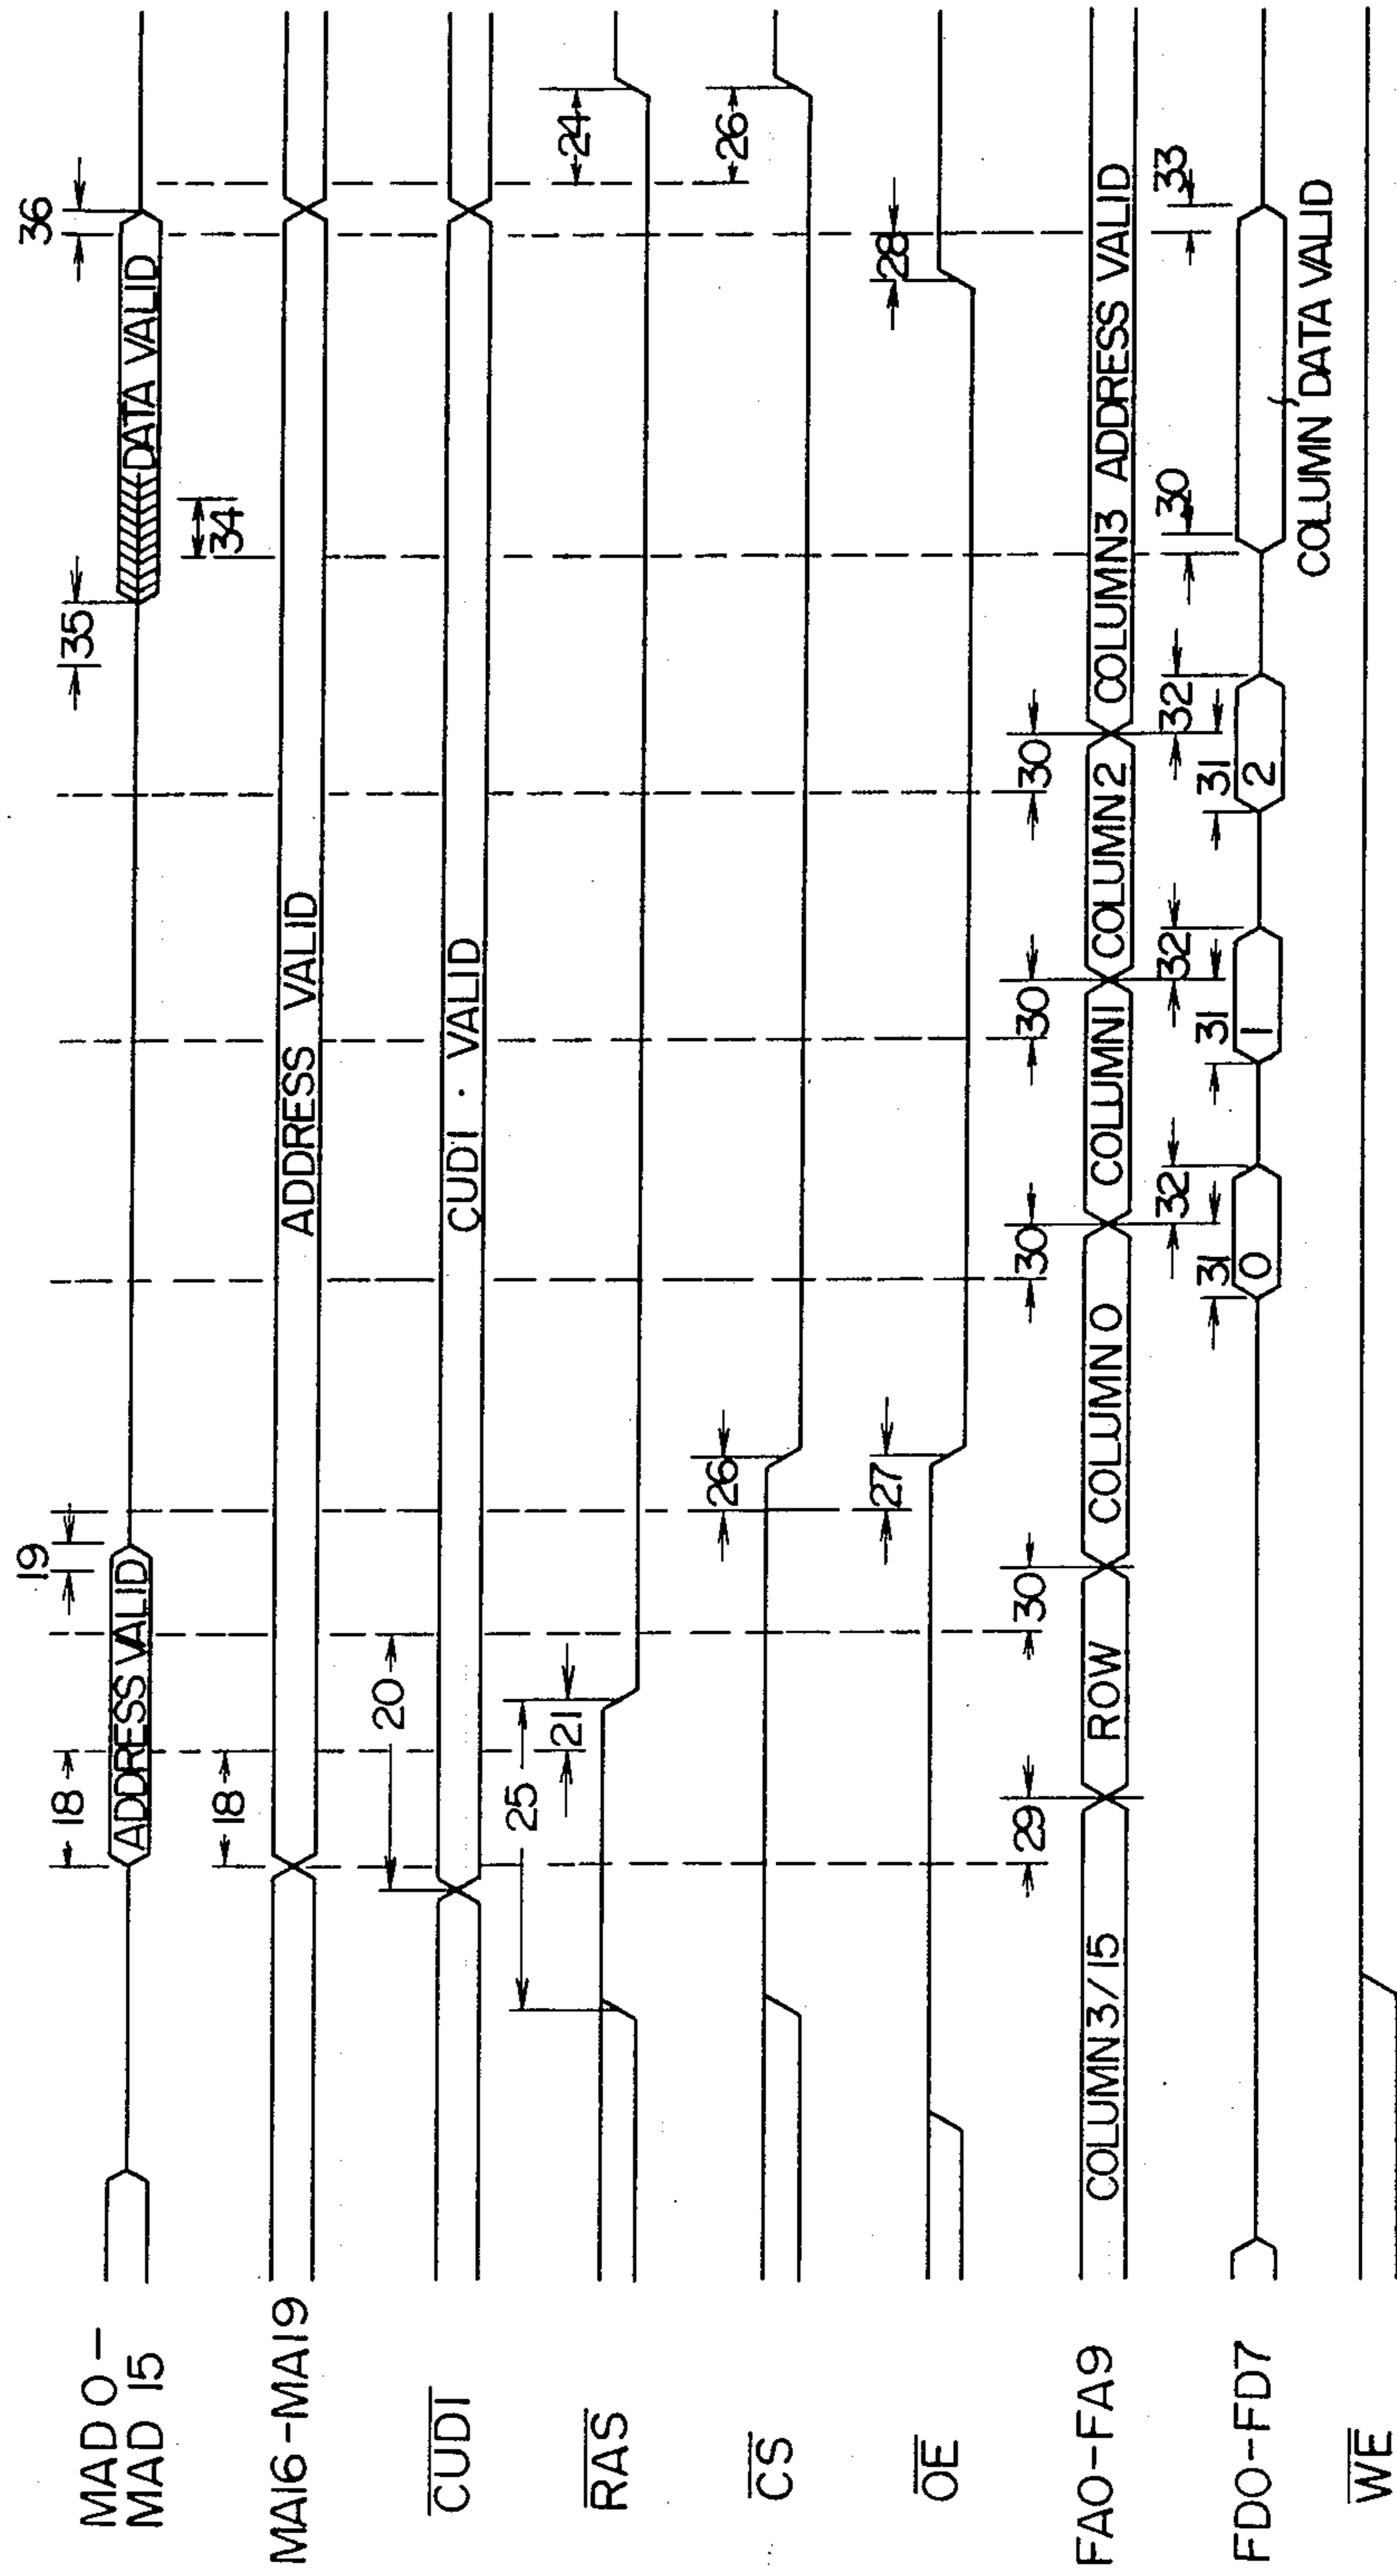 MAD 0-
MAD 15
18
ADDRESS VALID
19
35
34
DATA VALID
36
MA16-MA19
18
ADDRESS VALID
CUDI
20
CUDI · VALID
RAS
25
21
24
CS
26
26
OE
27
28
FA0-FA9
COLUMN 3/15
29
ROW
30
COLUMN 0
30
COLUMN 1
30
COLUMN 2
30
COLUMN 3 ADDRESS VALID
FD0-FD7
31
0
32
31
1
32
31
2
32
30
33
COLUMN DATA VALID
WE